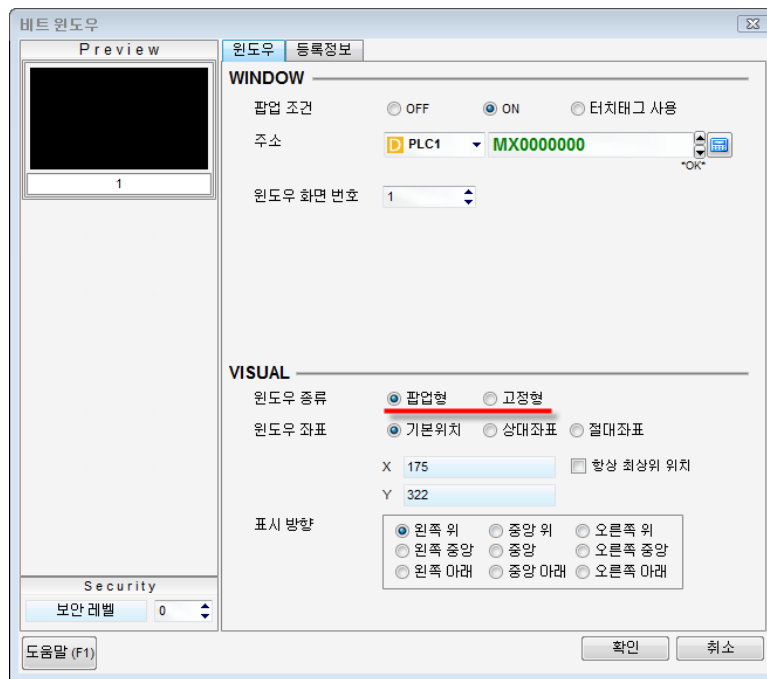 비트 윈도우
Preview
1
윈도우 등록정보
WINDOW
팝업 조건 OFF ON 터치태그 사용
주소 D PLC1 MX0000000
*OK*
윈도우 화면 번호 1
VISUAL
윈도우 종류 팝업형 고정형
윈도우 좌표 기본위치 상대좌표 절대좌표
X 175 항상 최상위 위치
Y 322
표시 방향 왼쪽 위 중앙 위 오른쪽 위
왼쪽 중앙 중앙 오른쪽 중앙
왼쪽 아래 중앙 아래 오른쪽 아래
Security
보안 레벨 0
도움말 (F1) 확인 취소